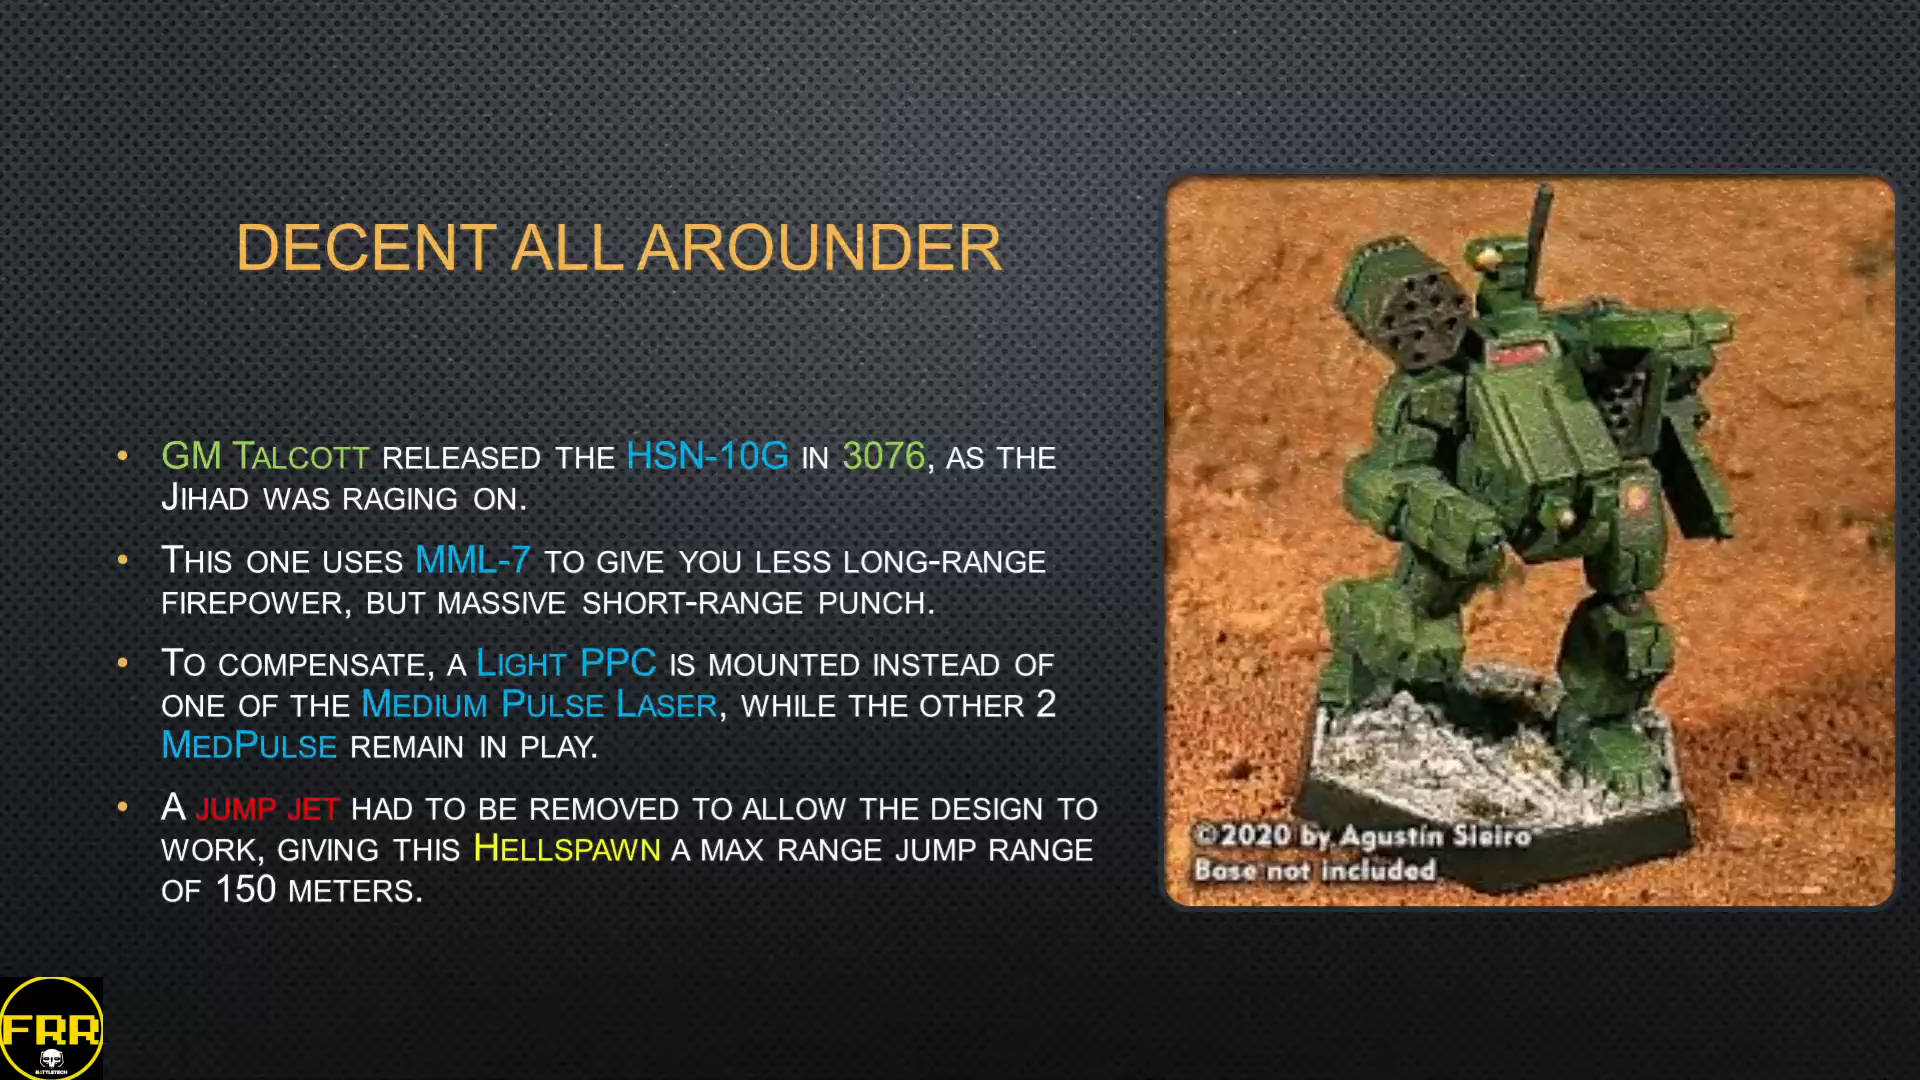 DECENT ALL AROUNDER
• GM TALCOTT RELEASED THE HSN-10G IN 3076, AS THE
JIHAD WAS RAGING ON.
• THIS ONE USES MML-7 TO GIVE YOU LESS LONG-RANGE
FIREPOWER, BUT MASSIVE SHORT-RANGE PUNCH.
• TO COMPENSATE, A LIGHT PPC IS MOUNTED INSTEAD OF
ONE OF THE MEDIUM PULSE LASER, WHILE THE OTHER 2
MEDPULSE REMAIN IN PLAY.
• A JUMP JET HAD TO BE REMOVED TO ALLOW THE DESIGN TO
WORK, GIVING THIS HELLSPAWN A MAX RANGE JUMP RANGE
OF 150 METERS.
©2020 by Agustín Sieiro
Base not included
FRR
BATTLETECH